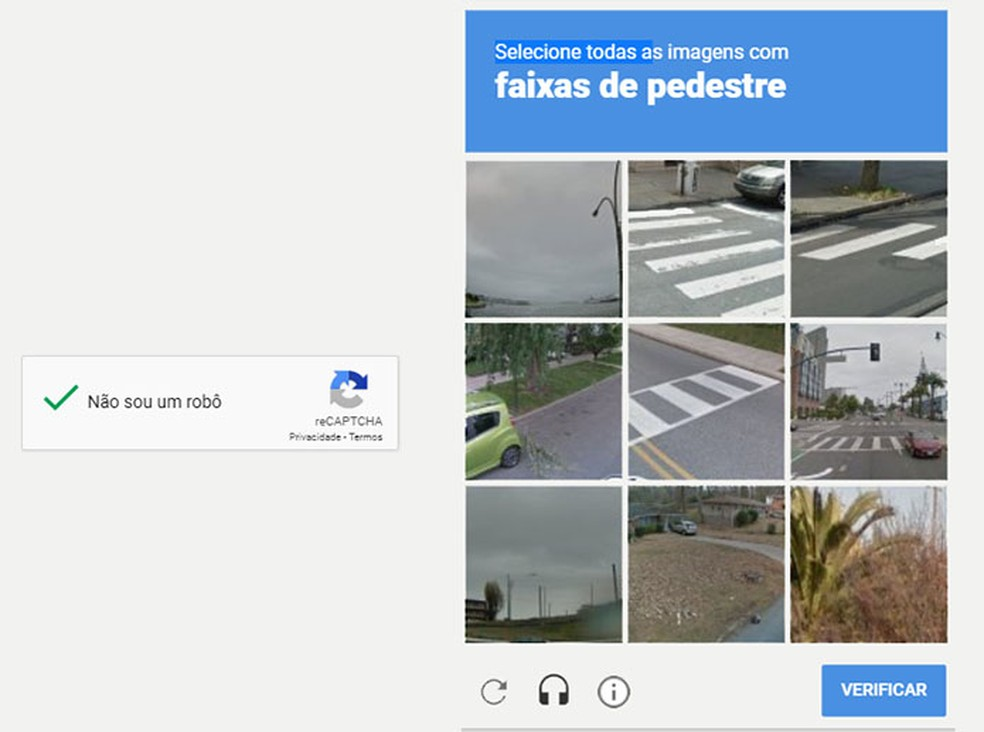 Selecione todas as imagens com
faixas de pedestre
Não sou um robô
reCAPTCHA
Privacidade - Termos
VERIFICAR